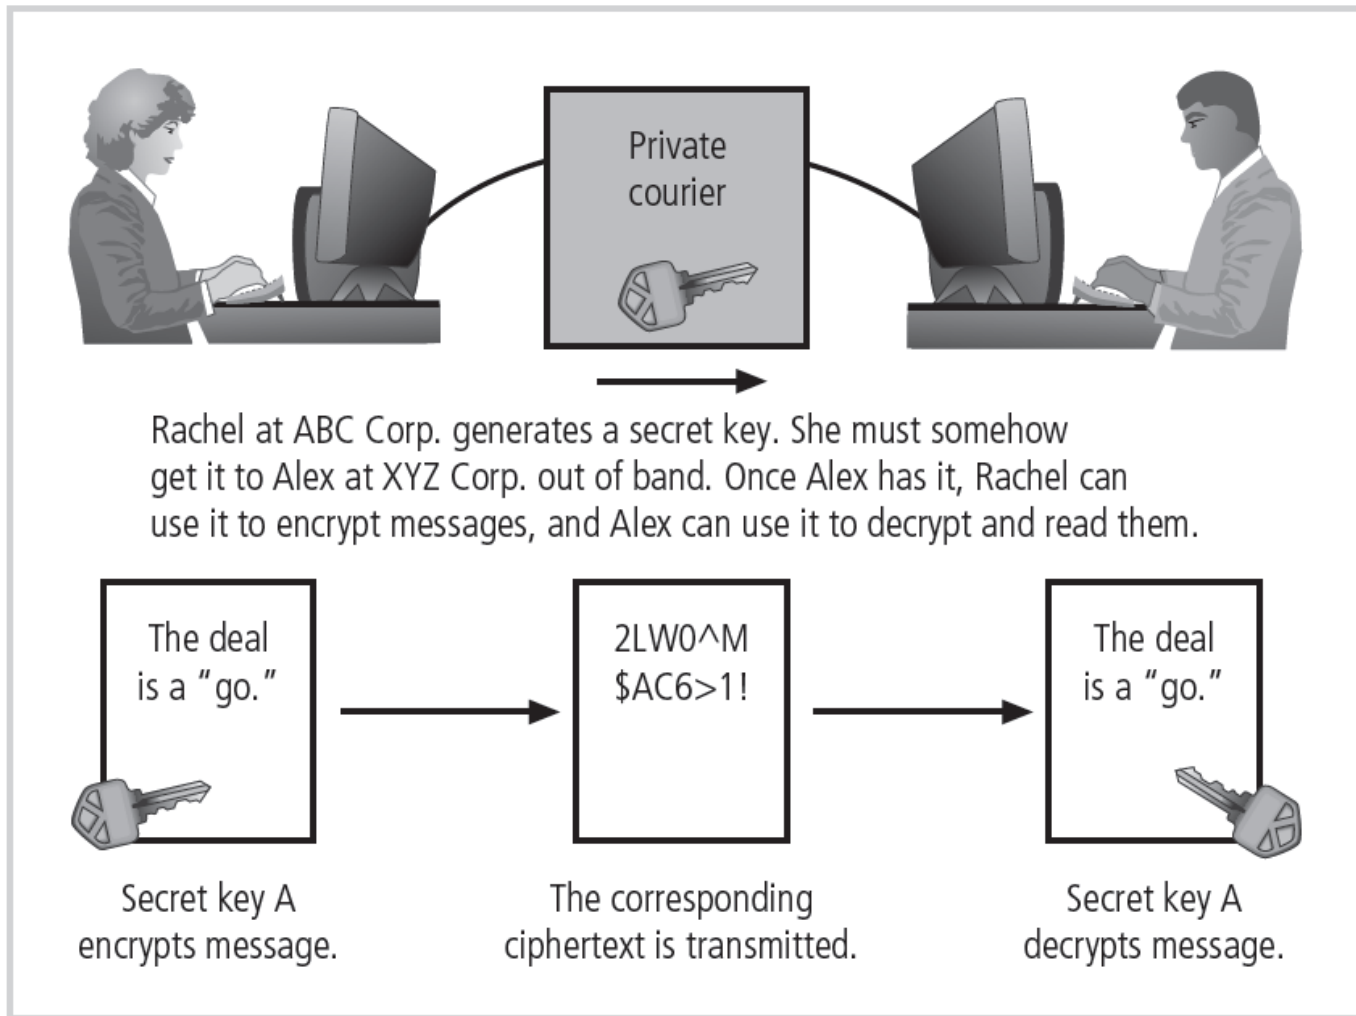 Private
courier
Rachel at ABC Corp. generates a secret key. She must somehow
get it to Alex at XYZ Corp. out of band. Once Alex has it, Rachel can
use it to encrypt messages, and Alex can use it to decrypt and read them.
The deal
is a “go.”
2LW0^M
$AC6>1!
The deal
is a “go.”
Secret key A
encrypts message.
The corresponding
ciphertext is transmitted.
Secret key A
decrypts message.